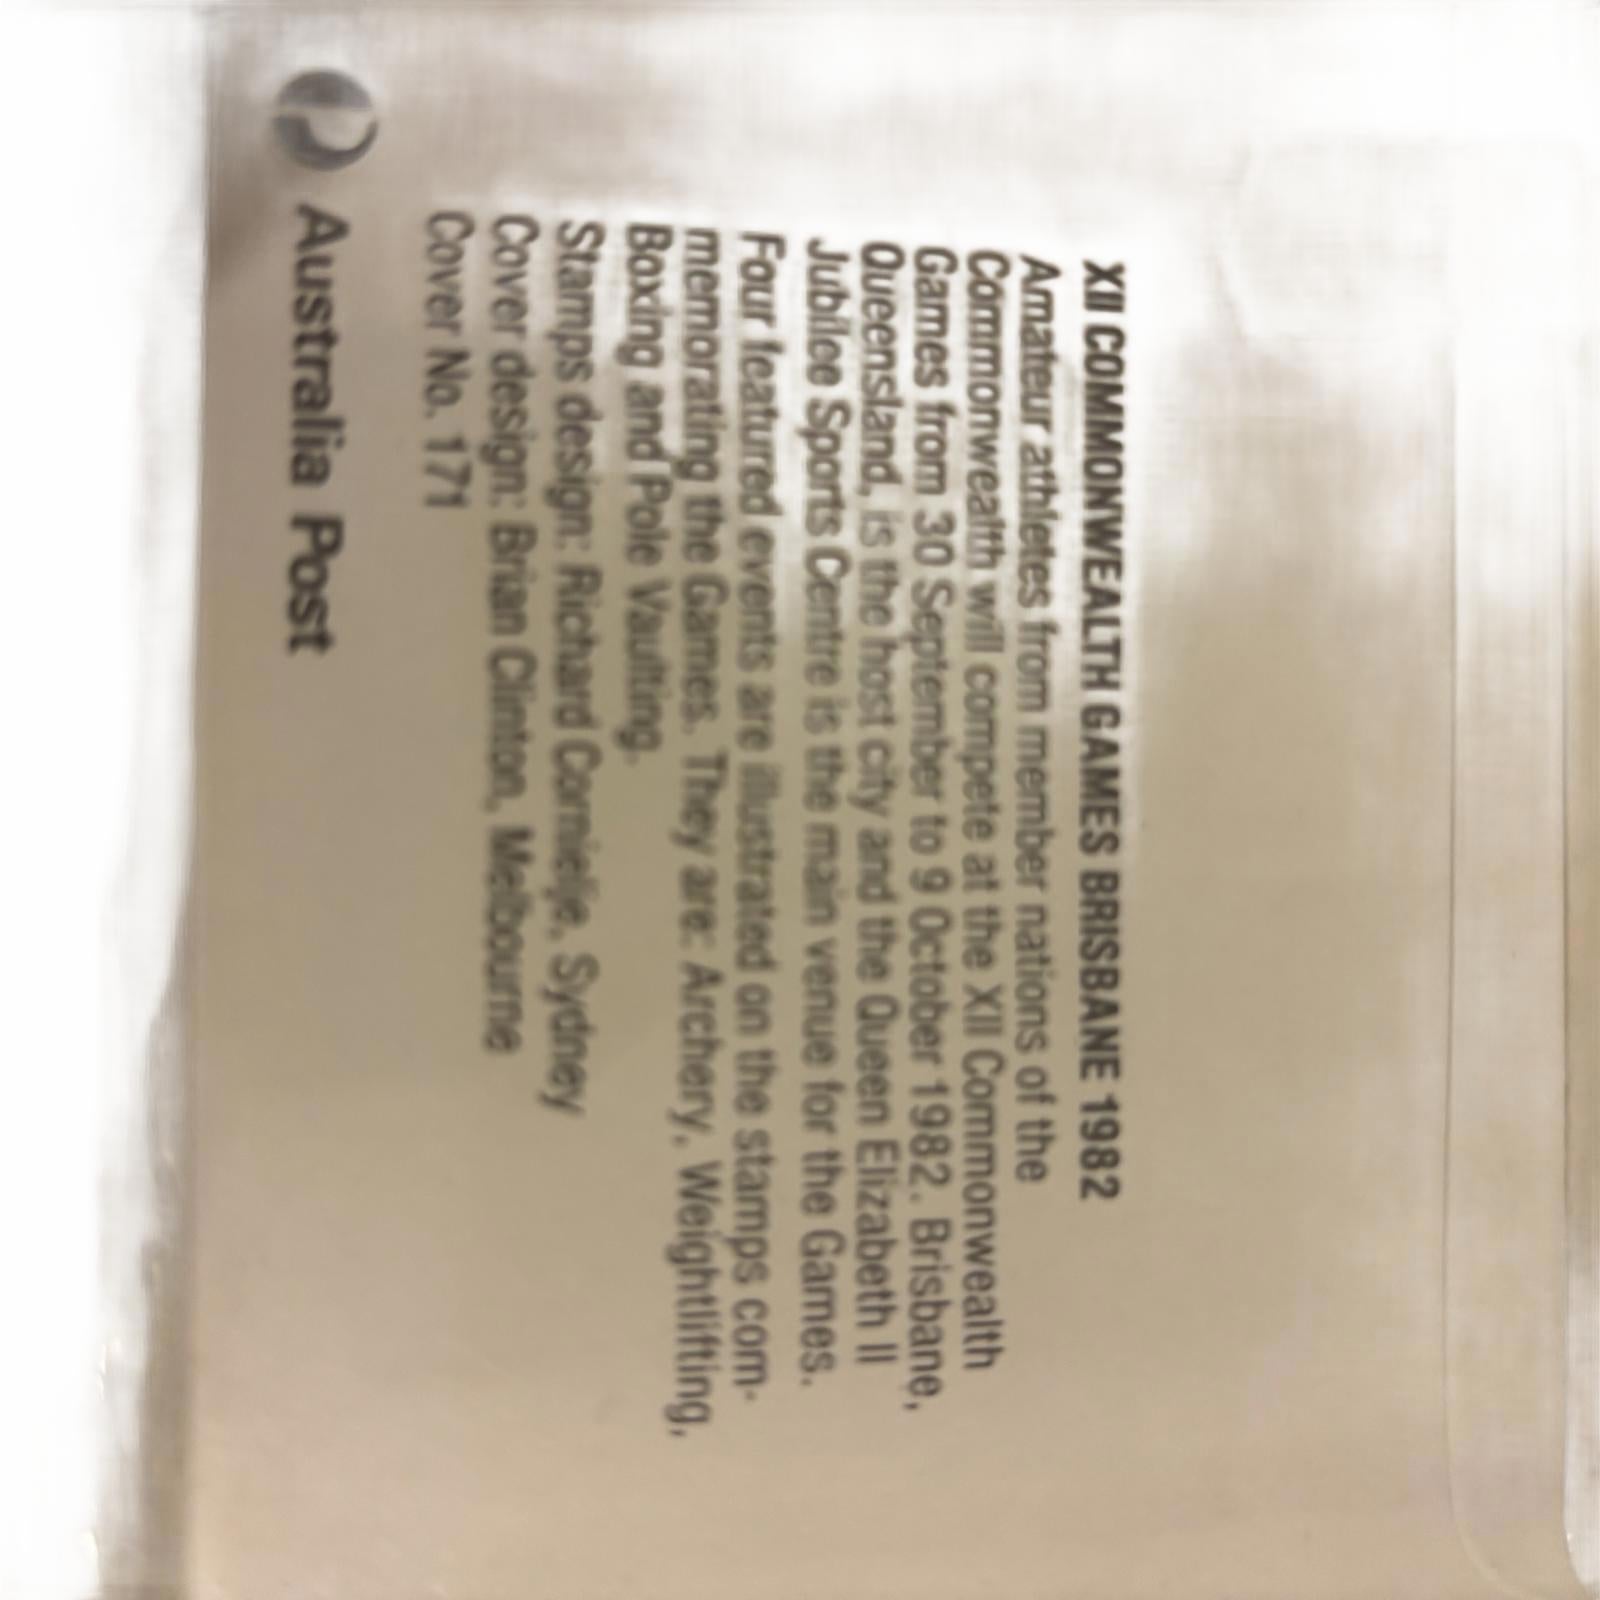 XII COMMONWEALTH GAMES BRISBANE 1982
Amateur athletes from member nations of the
Commonwealth will compete at the XII Commonwealth
Games from 30 September to 9 October 1982. Brisbane,
Queensland, is the host city and the Queen Elizabeth II
Jubilee Sports Centre is the main venue for the Games.
Four featured events are illustrated on the stamps com-
memorating the Games. They are: Archery, Weightlifting,
Boxing and Pole Vaulting.
Stamps design: Richard Cornielje, Sydney
Cover design: Brian Clinton, Melbourne
Cover No. 171
Australia Post